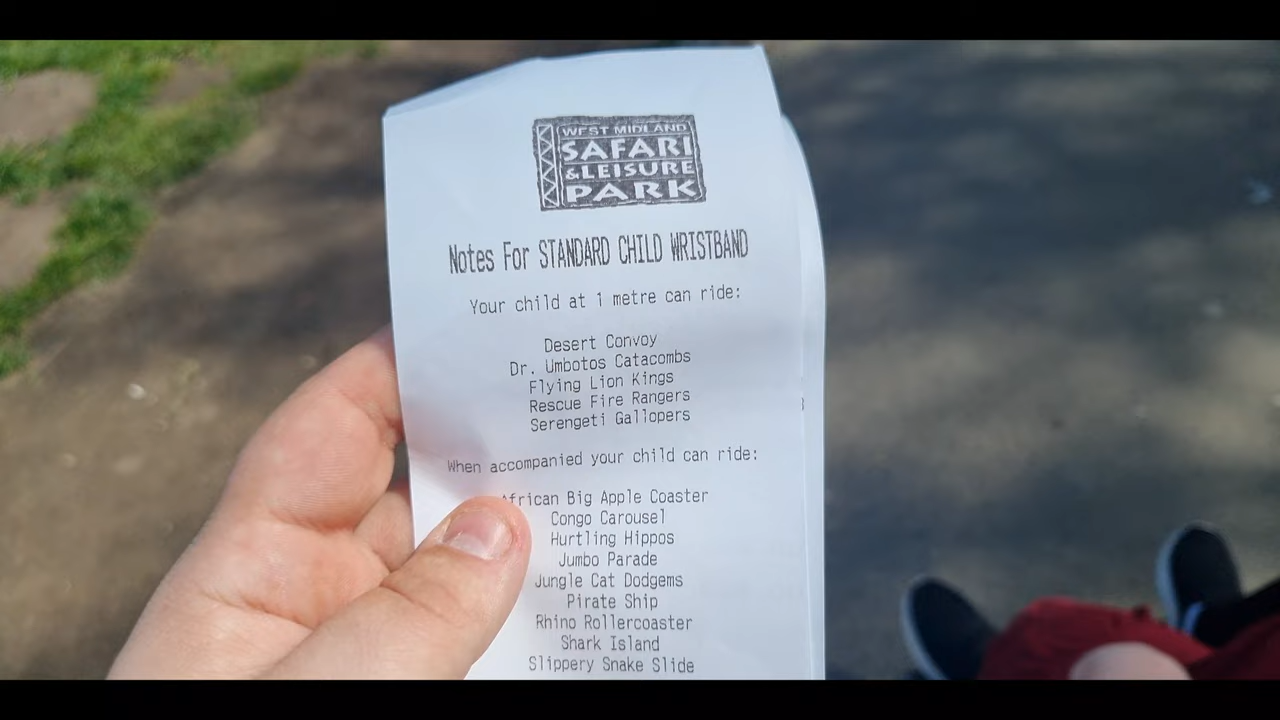 WEST MIDLAND
SAFARI
&LEISURE
PARK
Notes For STANDARD CHILD WRISTBAND
Your child at 1 metre can ride:
Desert Convoy
Dr. Umbotos Catacombs
Flying Lion Kings
Rescue Fire Rangers
Serengeti Gallopers
When accompanied your child can ride:
African Big Apple Coaster
Congo Carousel
Hurtling Hippos
Jumbo Parade
Jungle Cat Dodgems
Pirate Ship
Rhino Rollercoaster
Shark Island
Slippery Snake Slide